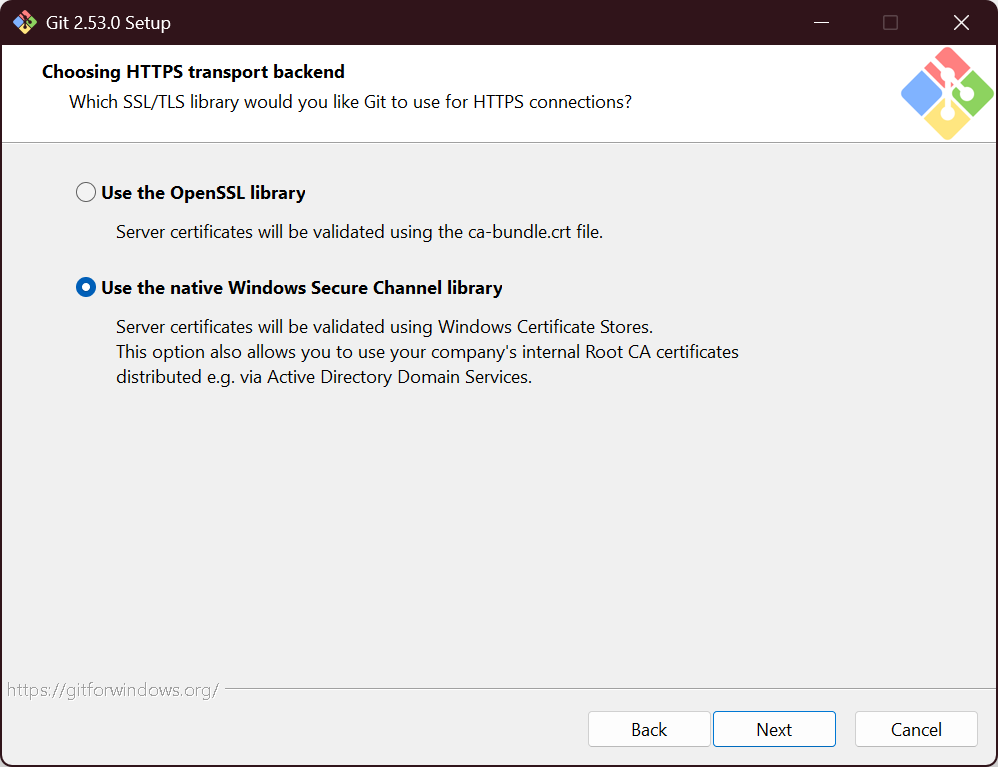 Git 2.53.0 Setup
Choosing HTTPS transport backend
Which SSL/TLS library would you like Git to use for HTTPS connections?
Use the OpenSSL library
Server certificates will be validated using the ca-bundle.crt file.
Use the native Windows Secure Channel library
Server certificates will be validated using Windows Certificate Stores.
This option also allows you to use your company's internal Root CA certificates
distributed e.g. via Active Directory Domain Services.
https://gitforwindows.org/
Back Next Cancel